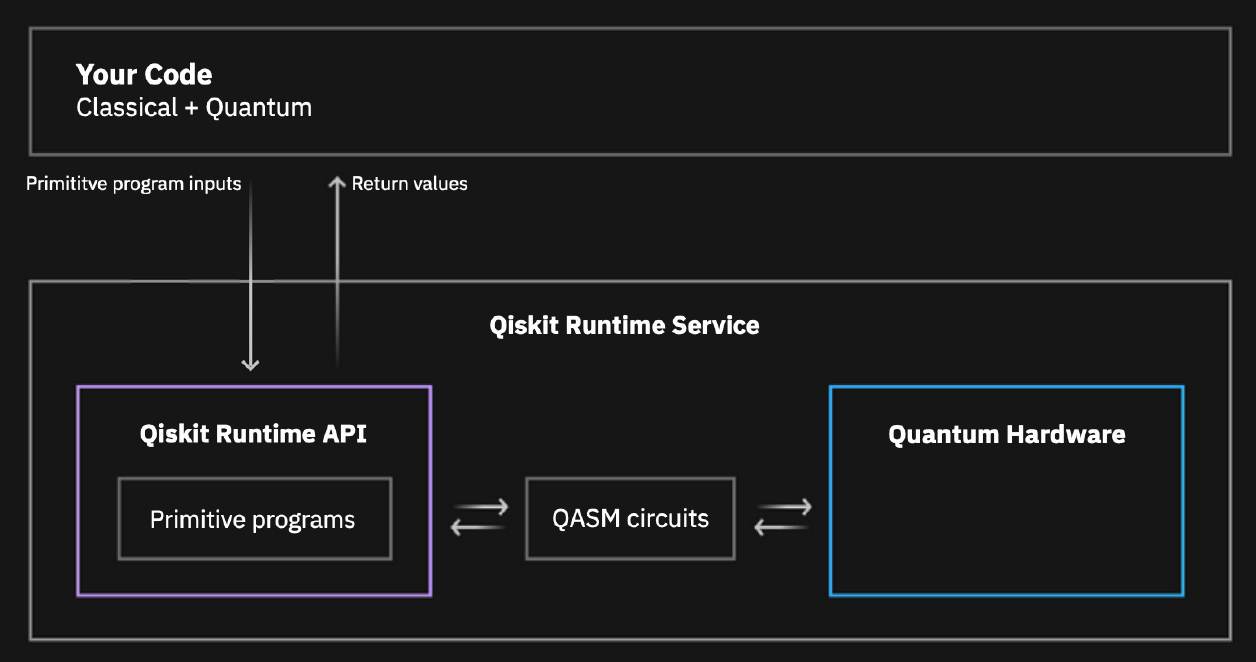 Your Code
Classical + Quantum
Primititve program inputs
Return values
Qiskit Runtime Service
Qiskit Runtime API
Quantum Hardware
Primitive programs
QASM circuits